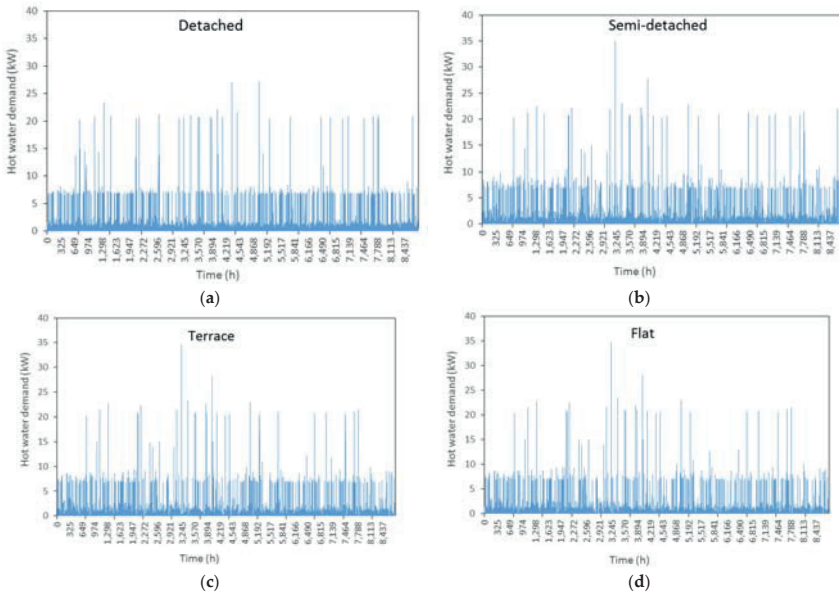 Detached
Hot water demand (kW)
40
35
30
25
20
15
10
5
0
0 325 649 974 1,298 1,623 1,947 2,272 2,596 2,921 3,245 3,570 3,894 4,219 4,543 4,868 5,192 5,517 5,841 6,166 6,490 6,815 7,139 7,464 7,788 8,113 8,437
Time (h)
(a)
Semi-detached
Hot water demand (kW)
40
35
30
25
20
15
10
5
0
0 325 649 974 1,298 1,623 1,947 2,272 2,596 2,921 3,245 3,570 3,894 4,219 4,543 4,868 5,192 5,517 5,841 6,166 6,490 6,815 7,139 7,464 7,788 8,113 8,437
Time (h)
(b)
Terrace
Hot water demand (kW)
40
35
30
25
20
15
10
5
0
0 325 649 974 1,298 1,623 1,947 2,272 2,596 2,921 3,245 3,570 3,894 4,219 4,543 4,868 5,192 5,517 5,841 6,166 6,490 6,815 7,139 7,464 7,788 8,113 8,437
Time (h)
(c)
Flat
Hot water demand (kW)
40
35
30
25
20
15
10
5
0
0 325 649 974 1,298 1,623 1,947 2,272 2,596 2,921 3,245 3,570 3,894 4,219 4,543 4,868 5,192 5,517 5,841 6,166 6,490 6,815 7,139 7,464 7,788 8,113 8,437
Time (h)
(d)